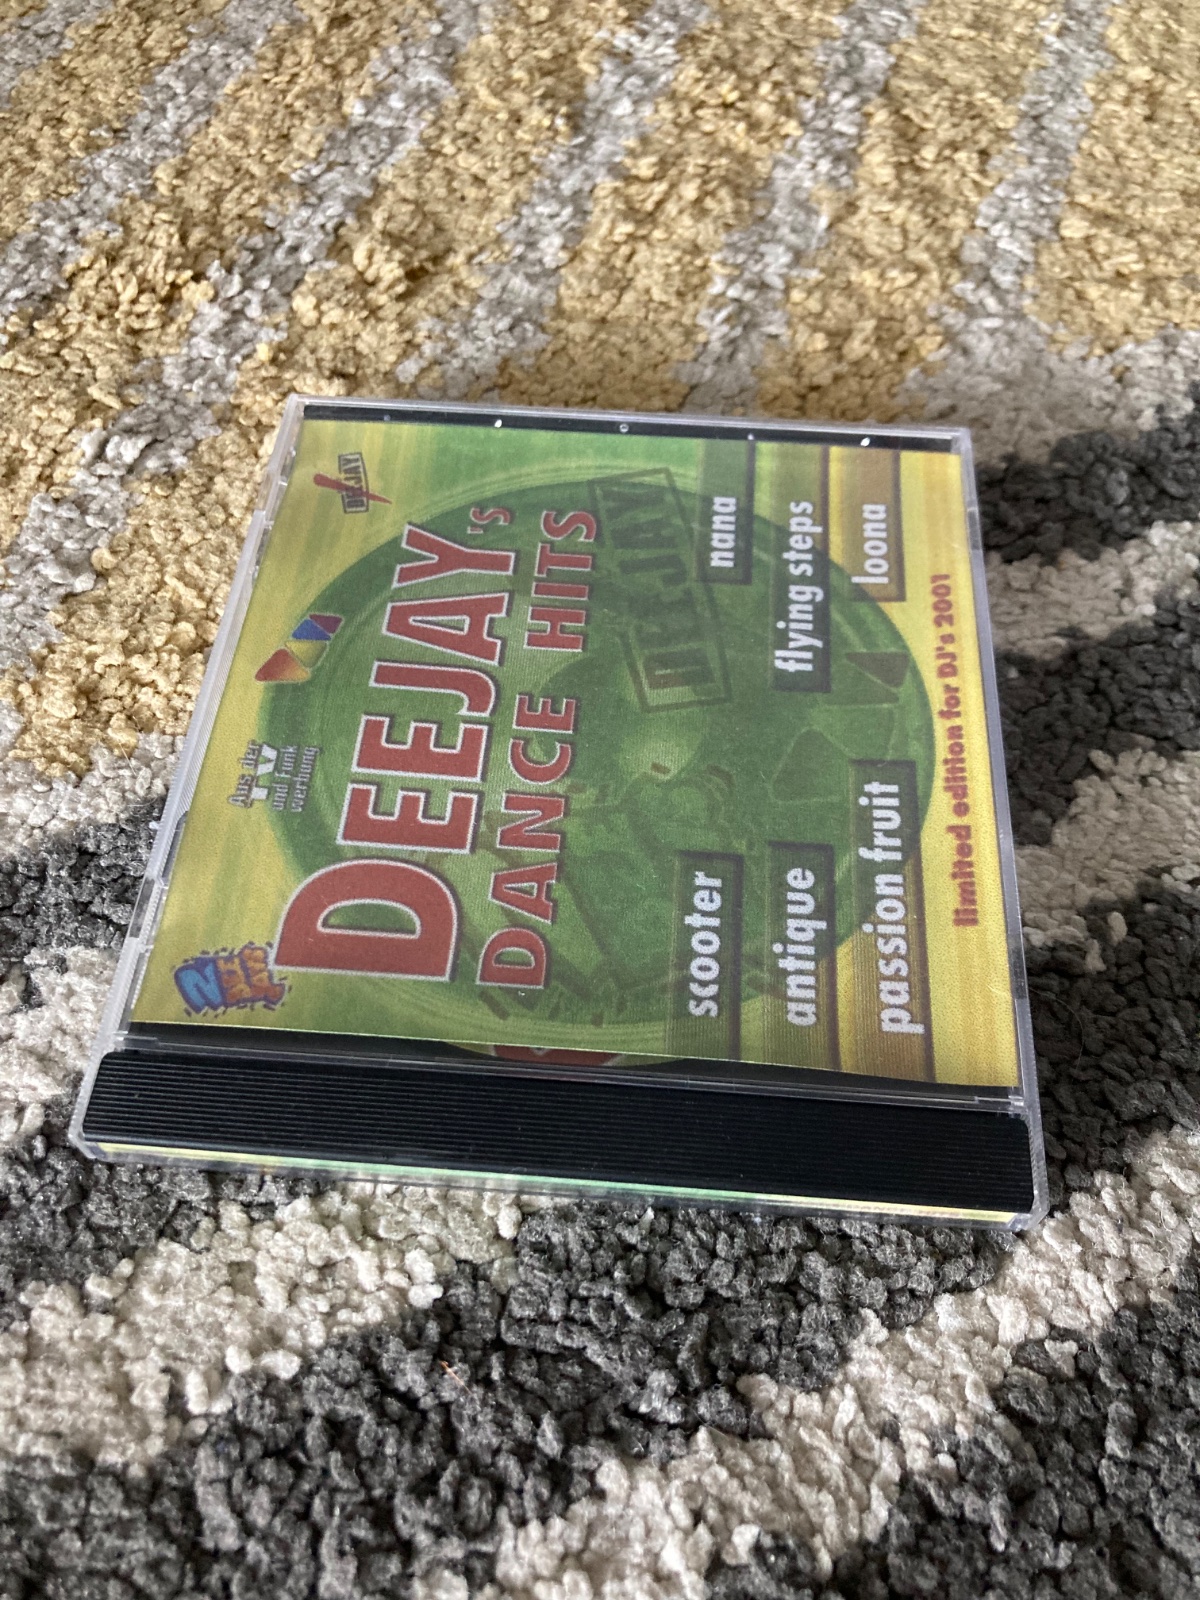 Aus der
TV
und Funk
werbung
DEEJAY
DEEJAY'S
DANCE HITS
DEEJAY
scooter
nana
antique
flying steps
passion fruit
loona
limited edition for DJ's 2001